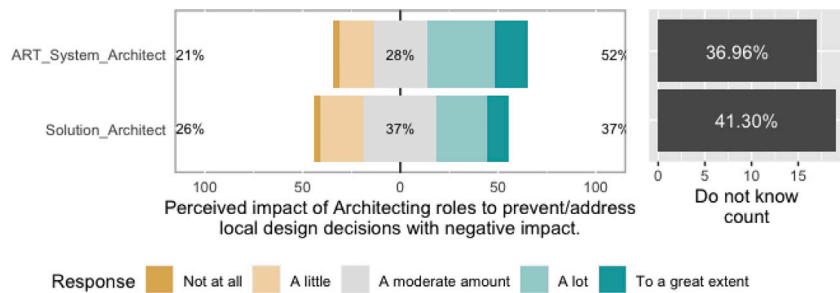 ART_System_Architect 21% 28% 52% 36.96%
Solution_Architect 26% 37% 37% 41.30%
100 50 0 50 100 0 5 10 15
Perceived impact of Architecting roles to prevent/address
local design decisions with negative impact.
Do not know
count
Response Not at all A little A moderate amount A lot To a great extent